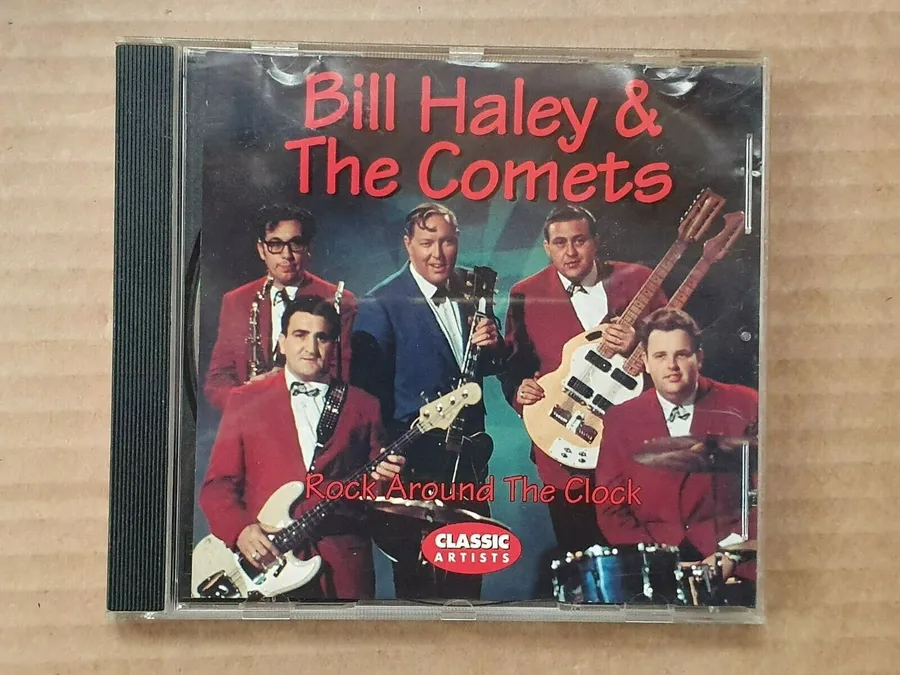 Bill Haley &
The Comets
Rock Around The Clock
CLASSIC
ARTISTS